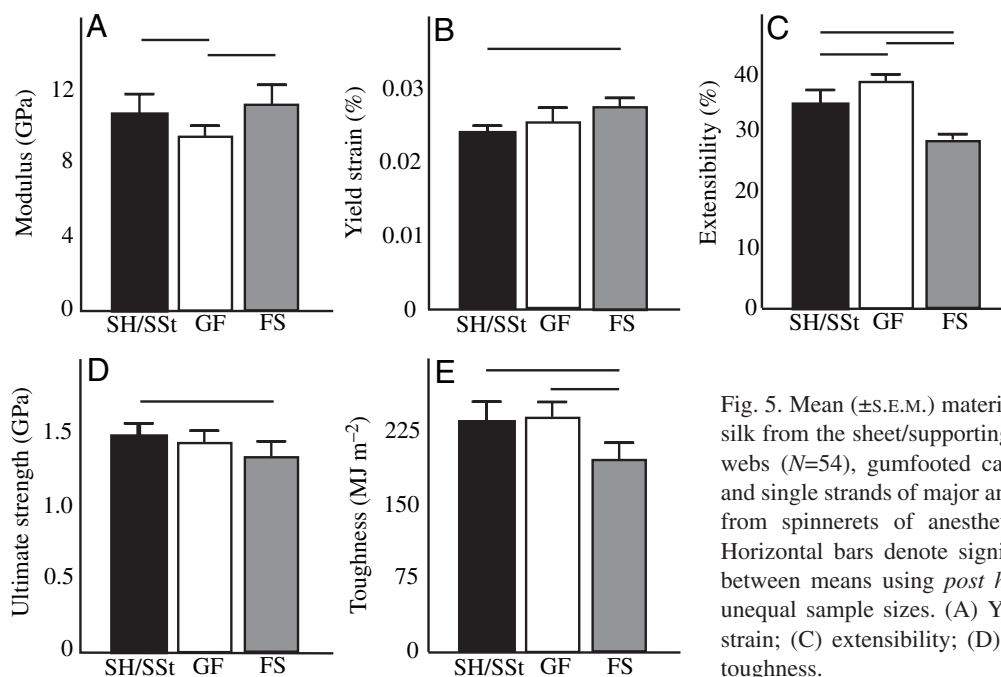 A
Modulus (GPa)
12
8
4
0
SH/SSt GF FS
B
Yield strain (%)
0.03
0.02
0.01
0
SH/SSt GF FS
C
Extensibility (%)
40
30
20
10
0
SH/SSt GF FS
D
Ultimate strength (GPa)
1.5
1.0
0.5
0
SH/SSt GF FS
E
Toughness (MJ m⁻²)
225
150
75
0
SH/SSt GF FS
Fig. 5. Mean (±S.E.M.) materi
silk from the sheet/supporting
webs (N=54), gumfooted ca
and single strands of major an
from spinnerets of anesthe
Horizontal bars denote signi
between means using post h
unequal sample sizes. (A) Y
strain; (C) extensibility; (D)
toughness.